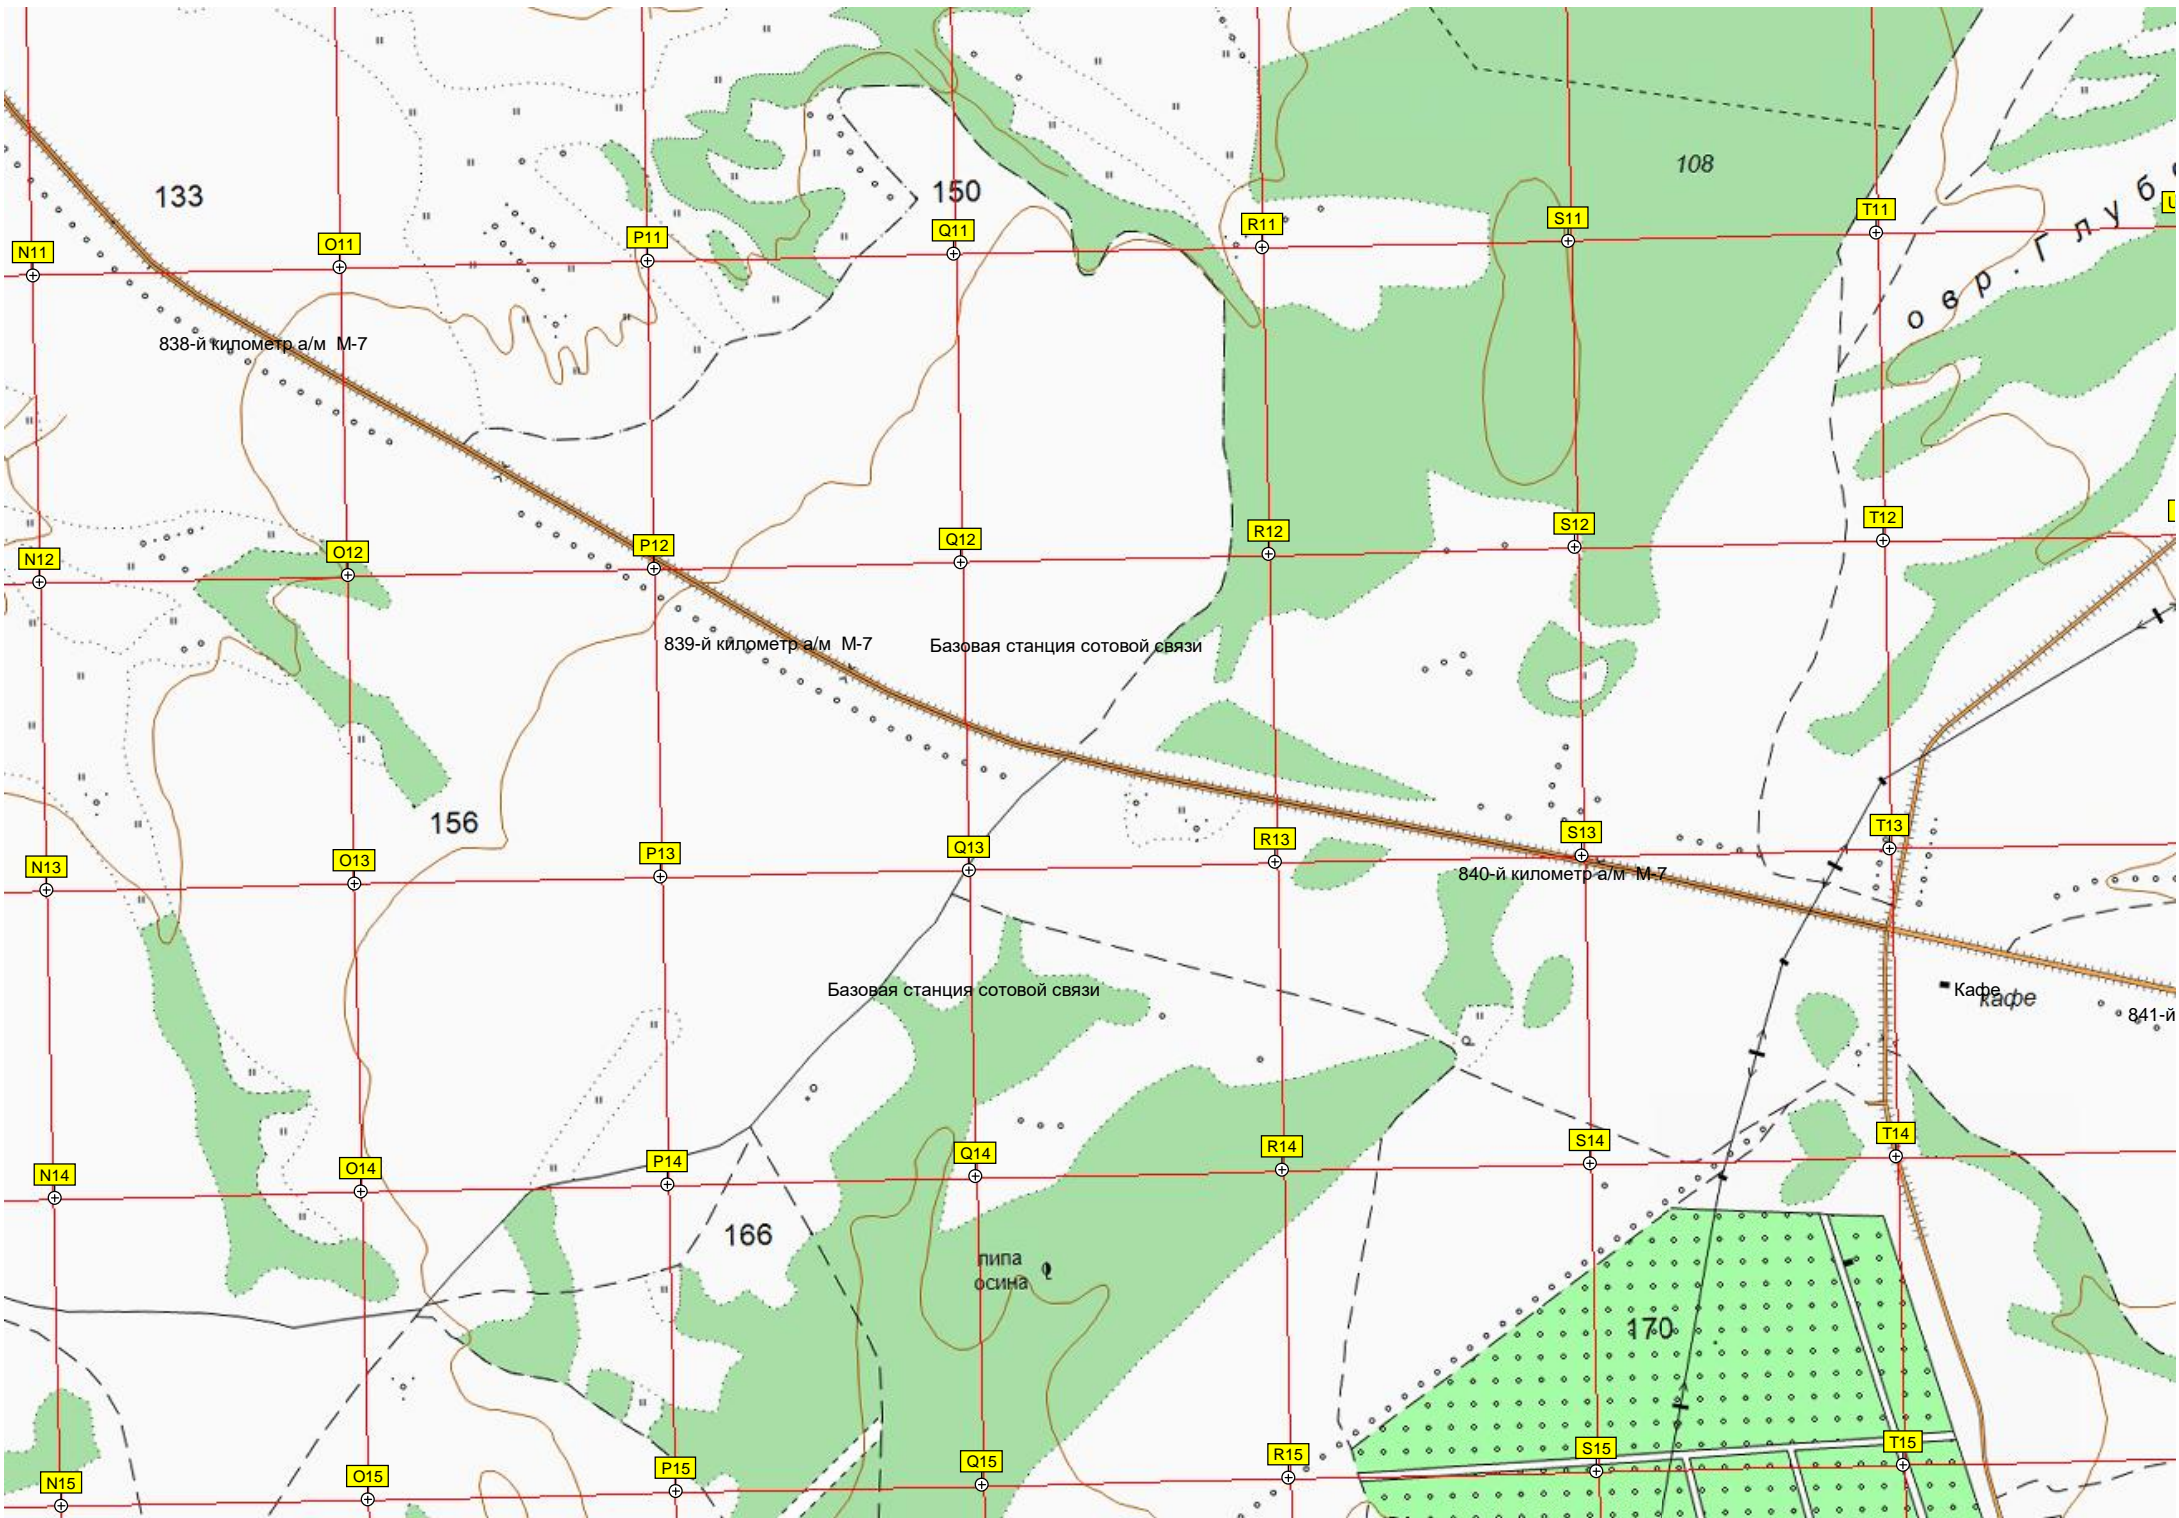 108
133
150
T11
S11
R11
Q11
P11
O11
N11
овр. Глуб
838-й километр а/м М-7
T12
S12
R12
Q12
P12
O12
N12
839-й километр а/м М-7
Базовая станция сотовой связи
156
T13
S13
R13
Q13
P13
O13
N13
840-й километр а/м М-7
Базовая станция сотовой связи
Кафе
кафе
841-й
T14
S14
R14
Q14
P14
O14
N14
166
липа
осина
170
T15
S15
R15
Q15
P15
O15
N15